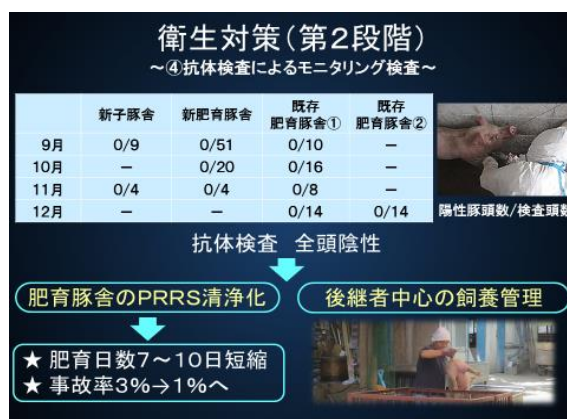 衛生対策(第2段階)
~④抗体検査によるモニタリング検査~
新子豚舎 新肥育豚舎 既存肥育豚舎① 既存肥育豚舎②
9月 0/9 0/51 0/10 −
10月 − 0/20 0/16 −
11月 0/4 0/4 0/8 −
12月 − − 0/14 0/14
陽性豚頭数/検査頭数
抗体検査 全頭陰性
肥育豚舎のPRRS清浄化
後継者中心の飼養管理
★ 肥育日数7~10日短縮
★ 事故率3%→1%へ